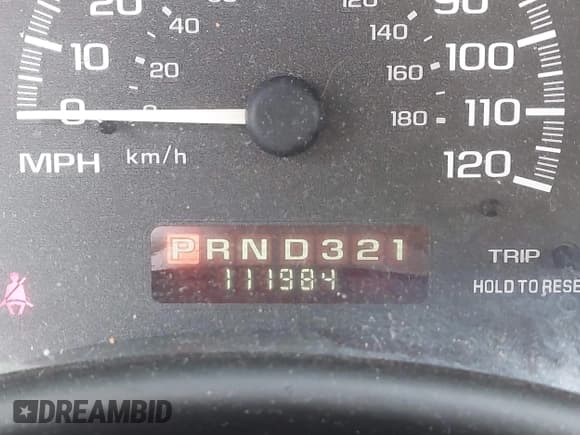 20 40 120 90
10 20 140 100
0 160 110
MPH km/h 180 120
PRND321
111984
TRIP
HOLD TO RESE
DREAMBID